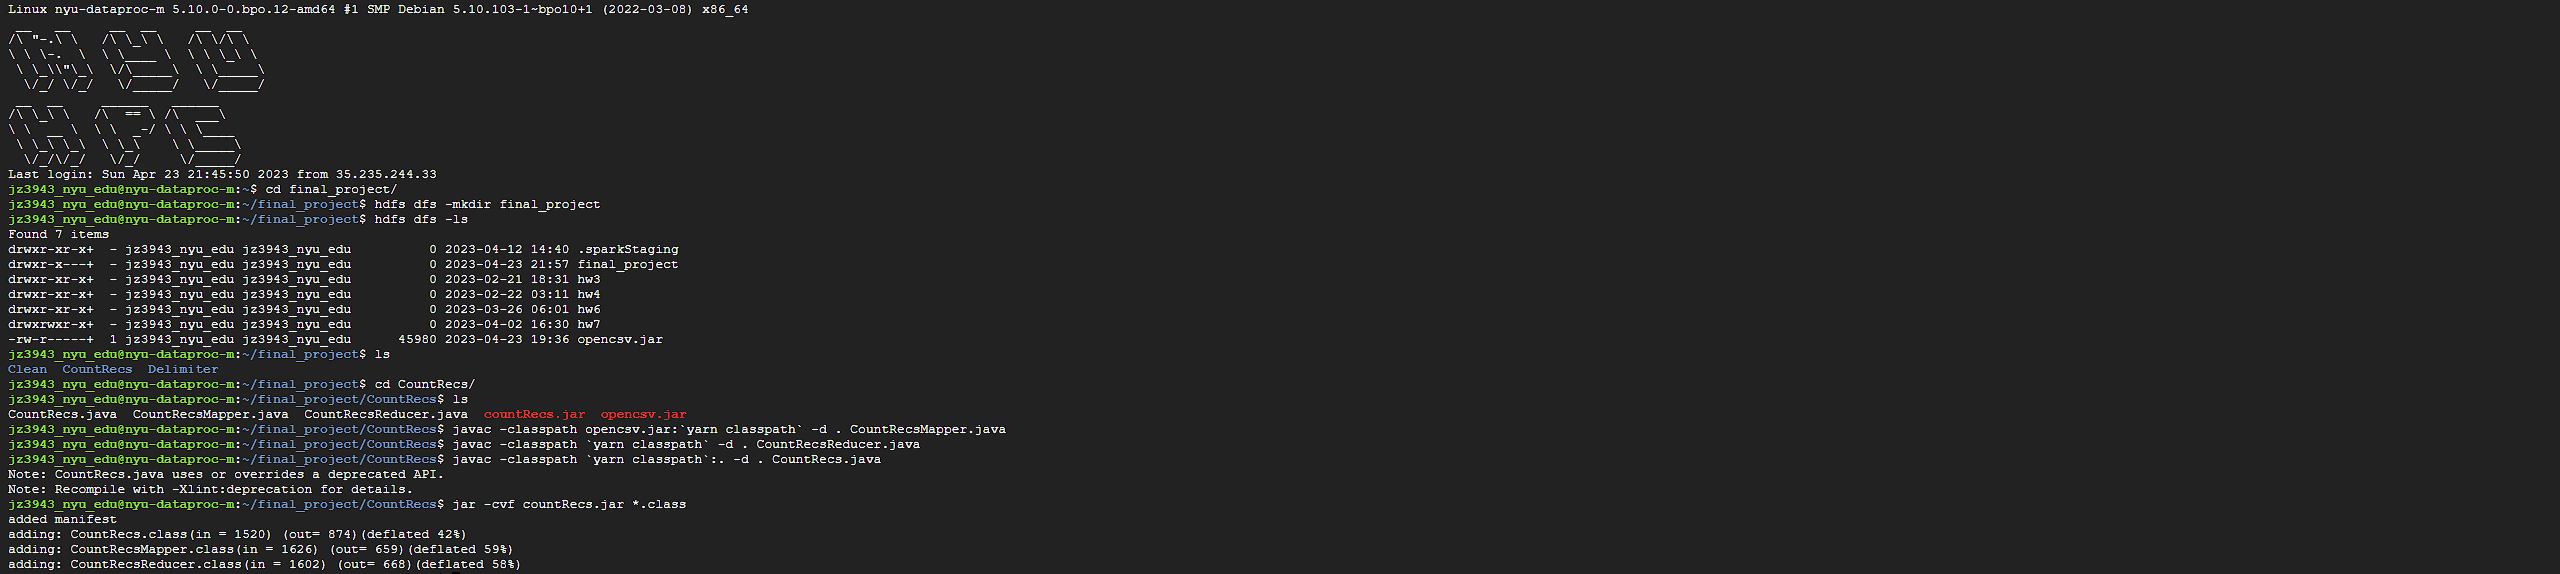 Linux nyu-dataproc-m 5.10.0-0.bpo.12-amd64 #1 SMP Debian 5.10.103-1~bpo10+1 (2022-03-08) x86_64
NYU
HPC
Last login: Sun Apr 23 21:45:50 2023 from 35.235.244.33
jz3943_nyu_edu@nyu-dataproc-m:~$ cd final_project/
jz3943_nyu_edu@nyu-dataproc-m:~/final_project$ hdfs dfs -mkdir final_project
jz3943_nyu_edu@nyu-dataproc-m:~/final_project$ hdfs dfs -ls
Found 7 items
drwxr-xr-x+  - jz3943_nyu_edu jz3943_nyu_edu          0 2023-04-12 14:40 .sparkStaging
drwxr-x---+  - jz3943_nyu_edu jz3943_nyu_edu          0 2023-04-23 21:57 final_project
drwxr-xr-x+  - jz3943_nyu_edu jz3943_nyu_edu          0 2023-02-21 18:31 hw3
drwxr-xr-x+  - jz3943_nyu_edu jz3943_nyu_edu          0 2023-02-22 03:11 hw4
drwxr-xr-x+  - jz3943_nyu_edu jz3943_nyu_edu          0 2023-03-26 06:01 hw6
drwxrwxr-x+  - jz3943_nyu_edu jz3943_nyu_edu          0 2023-04-02 16:30 hw7
-rw-r-----+  1 jz3943_nyu_edu jz3943_nyu_edu      45980 2023-04-23 19:36 opencsv.jar
jz3943_nyu_edu@nyu-dataproc-m:~/final_project$ ls
Clean  CountRecs  Delimiter
jz3943_nyu_edu@nyu-dataproc-m:~/final_project$ cd CountRecs/
jz3943_nyu_edu@nyu-dataproc-m:~/final_project/CountRecs$ ls
CountRecs.java  CountRecsMapper.java  CountRecsReducer.java  countRecs.jar  opencsv.jar
jz3943_nyu_edu@nyu-dataproc-m:~/final_project/CountRecs$ javac -classpath opencsv.jar:`yarn classpath` -d . CountRecsMapper.java
jz3943_nyu_edu@nyu-dataproc-m:~/final_project/CountRecs$ javac -classpath `yarn classpath` -d . CountRecsReducer.java
jz3943_nyu_edu@nyu-dataproc-m:~/final_project/CountRecs$ javac -classpath `yarn classpath`:. -d . CountRecs.java
Note: CountRecs.java uses or overrides a deprecated API.
Note: Recompile with -Xlint:deprecation for details.
jz3943_nyu_edu@nyu-dataproc-m:~/final_project/CountRecs$ jar -cvf countRecs.jar *.class
added manifest
adding: CountRecs.class(in = 1520) (out= 874)(deflated 42%)
adding: CountRecsMapper.class(in = 1626) (out= 659)(deflated 59%)
adding: CountRecsReducer.class(in = 1602) (out= 668)(deflated 58%)